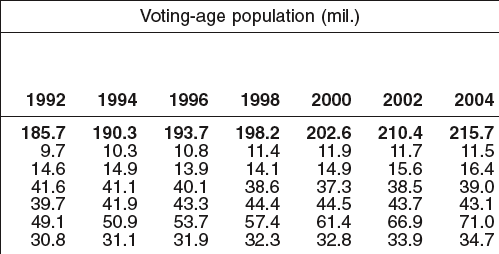 Voting-age population (mil.)
1992 1994 1996 1998 2000 2002 2004
185.7 190.3 193.7 198.2 202.6 210.4 215.7
9.7 10.3 10.8 11.4 11.9 11.7 11.5
14.6 14.9 13.9 14.1 14.9 15.6 16.4
41.6 41.1 40.1 38.6 37.3 38.5 39.0
39.7 41.9 43.3 44.4 44.5 43.7 43.1
49.1 50.9 53.7 57.4 61.4 66.9 71.0
30.8 31.1 31.9 32.3 32.8 33.9 34.7